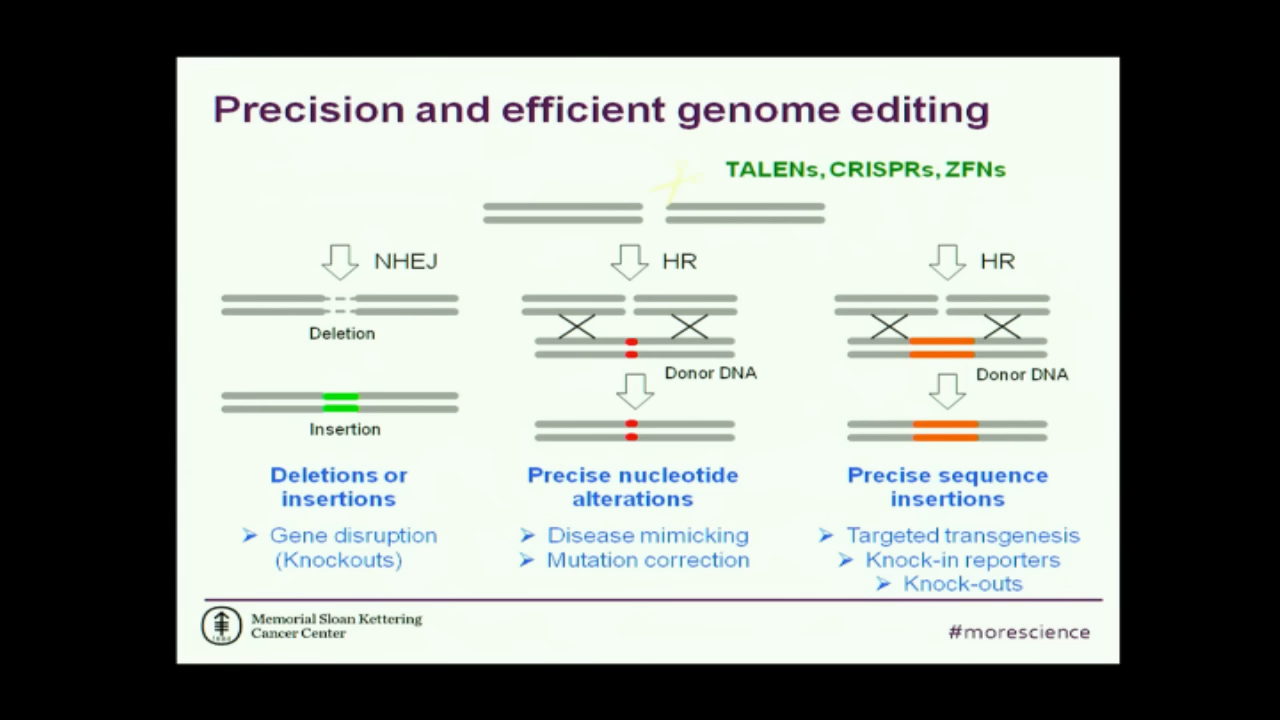 Precision and efficient genome editing
TALENs, CRISPRs, ZFNs
NHEJ
HR
HR
Deletion
Donor DNA
Donor DNA
Insertion
Deletions or
insertions
Precise nucleotide
alterations
Precise sequence
insertions
➤ Gene disruption
(Knockouts)
➤ Disease mimicking
➤ Mutation correction
➤ Targeted transgenesis
➤ Knock-in reporters
➤ Knock-outs
Memorial Sloan Kettering
Cancer Center
#morescience